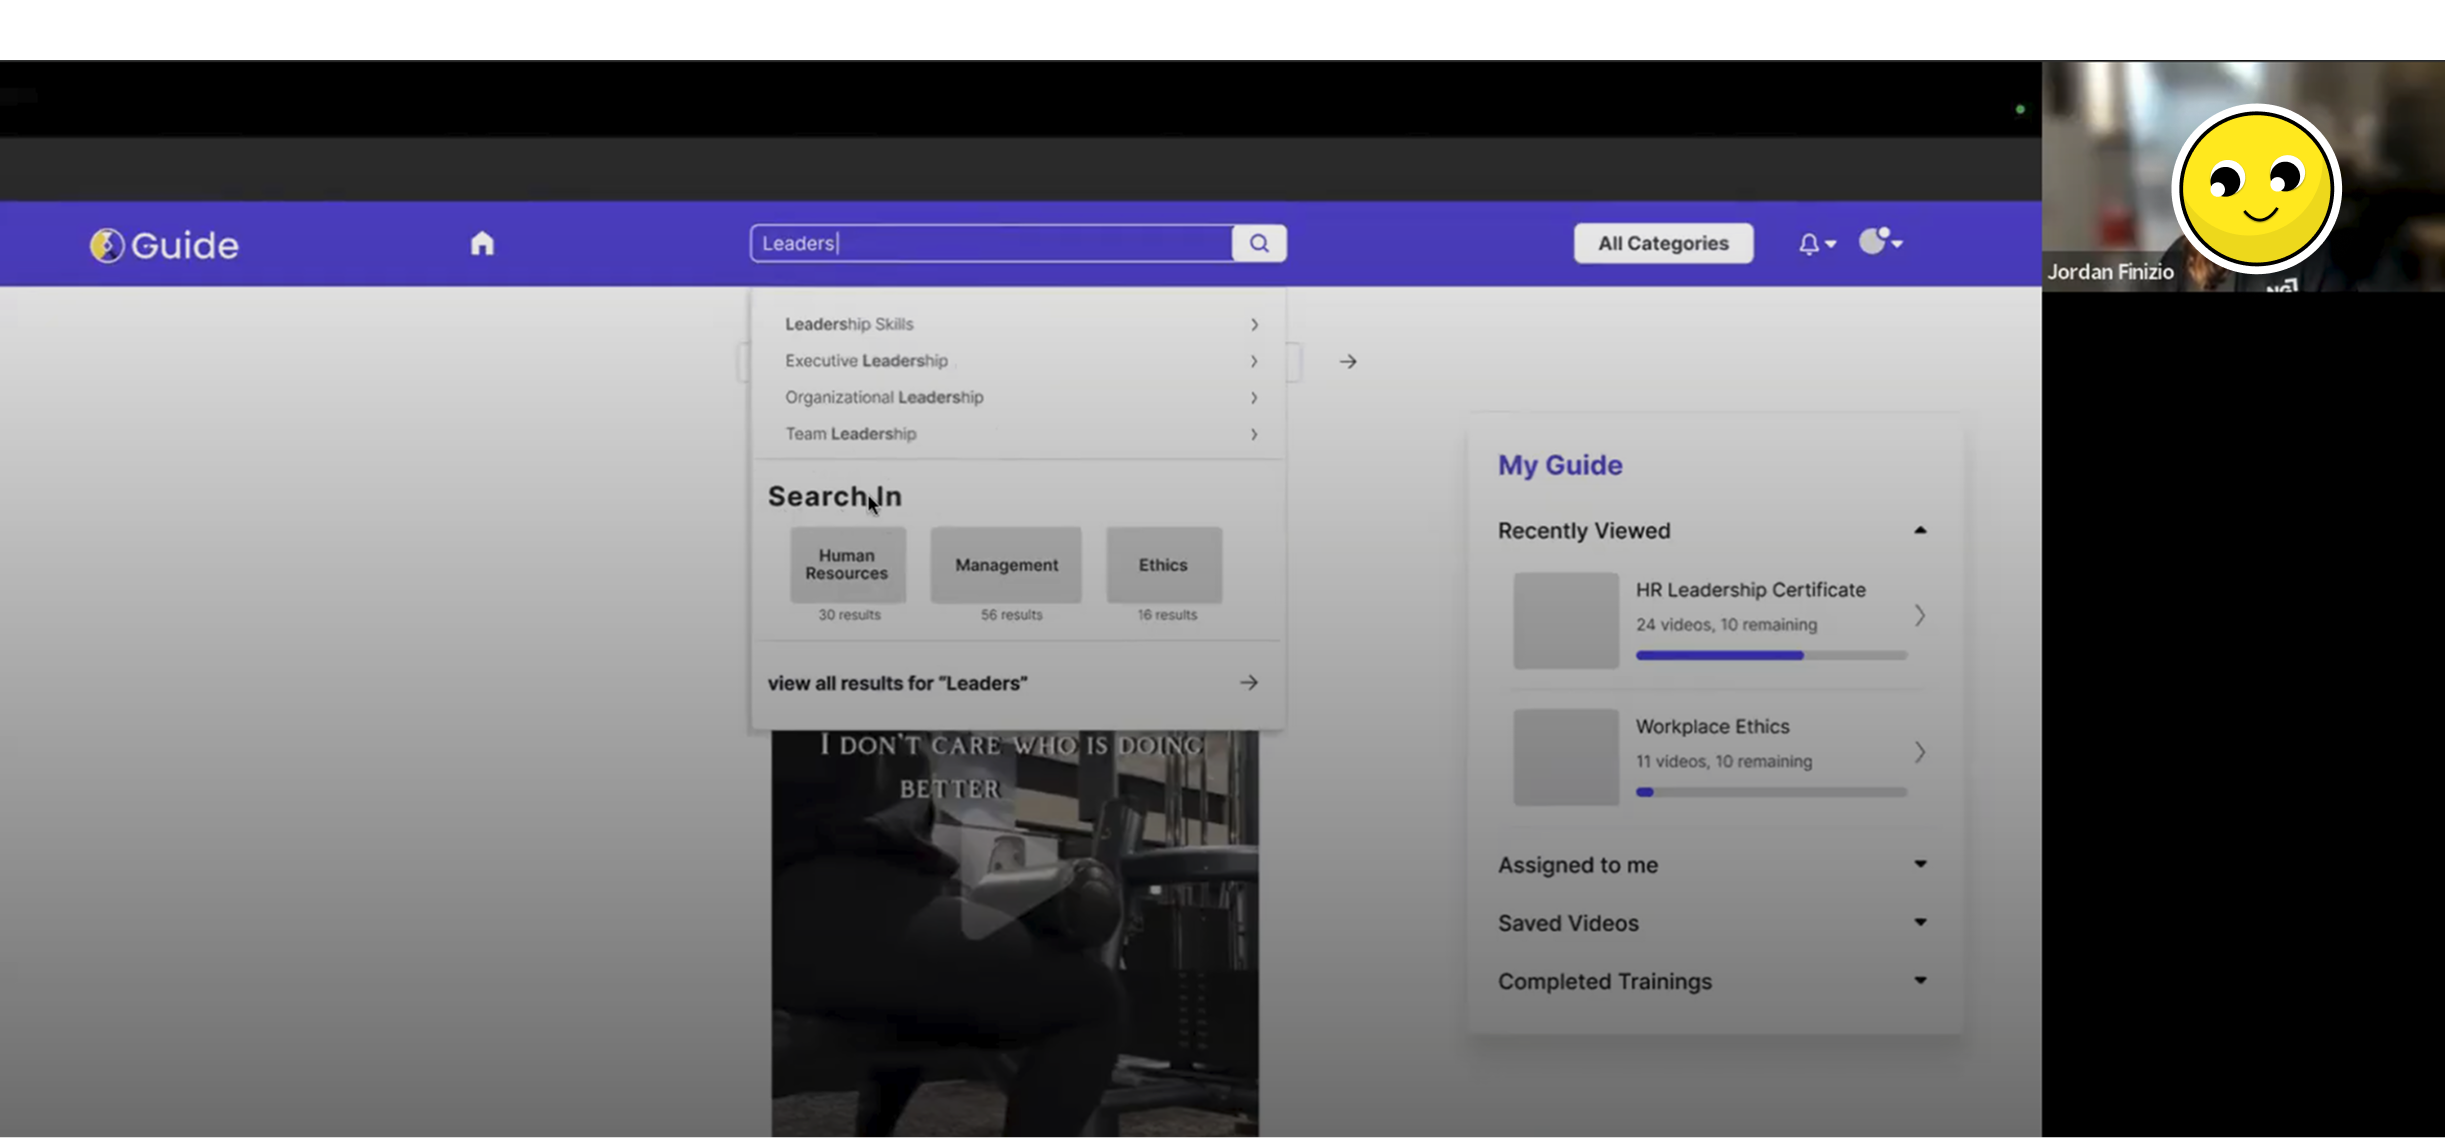 Guide
Leaders
All Categories
Jordan Finizio
Leadership Skills
Executive Leadership
Organizational Leadership
Team Leadership
Search In
Human
Resources
Management
Ethics
30 results
56 results
16 results
view all results for “Leaders”
I DON'T CARE WHO IS DOING
BETTER
My Guide
Recently Viewed
HR Leadership Certificate
24 videos, 10 remaining
Workplace Ethics
11 videos, 10 remaining
Assigned to me
Saved Videos
Completed Trainings